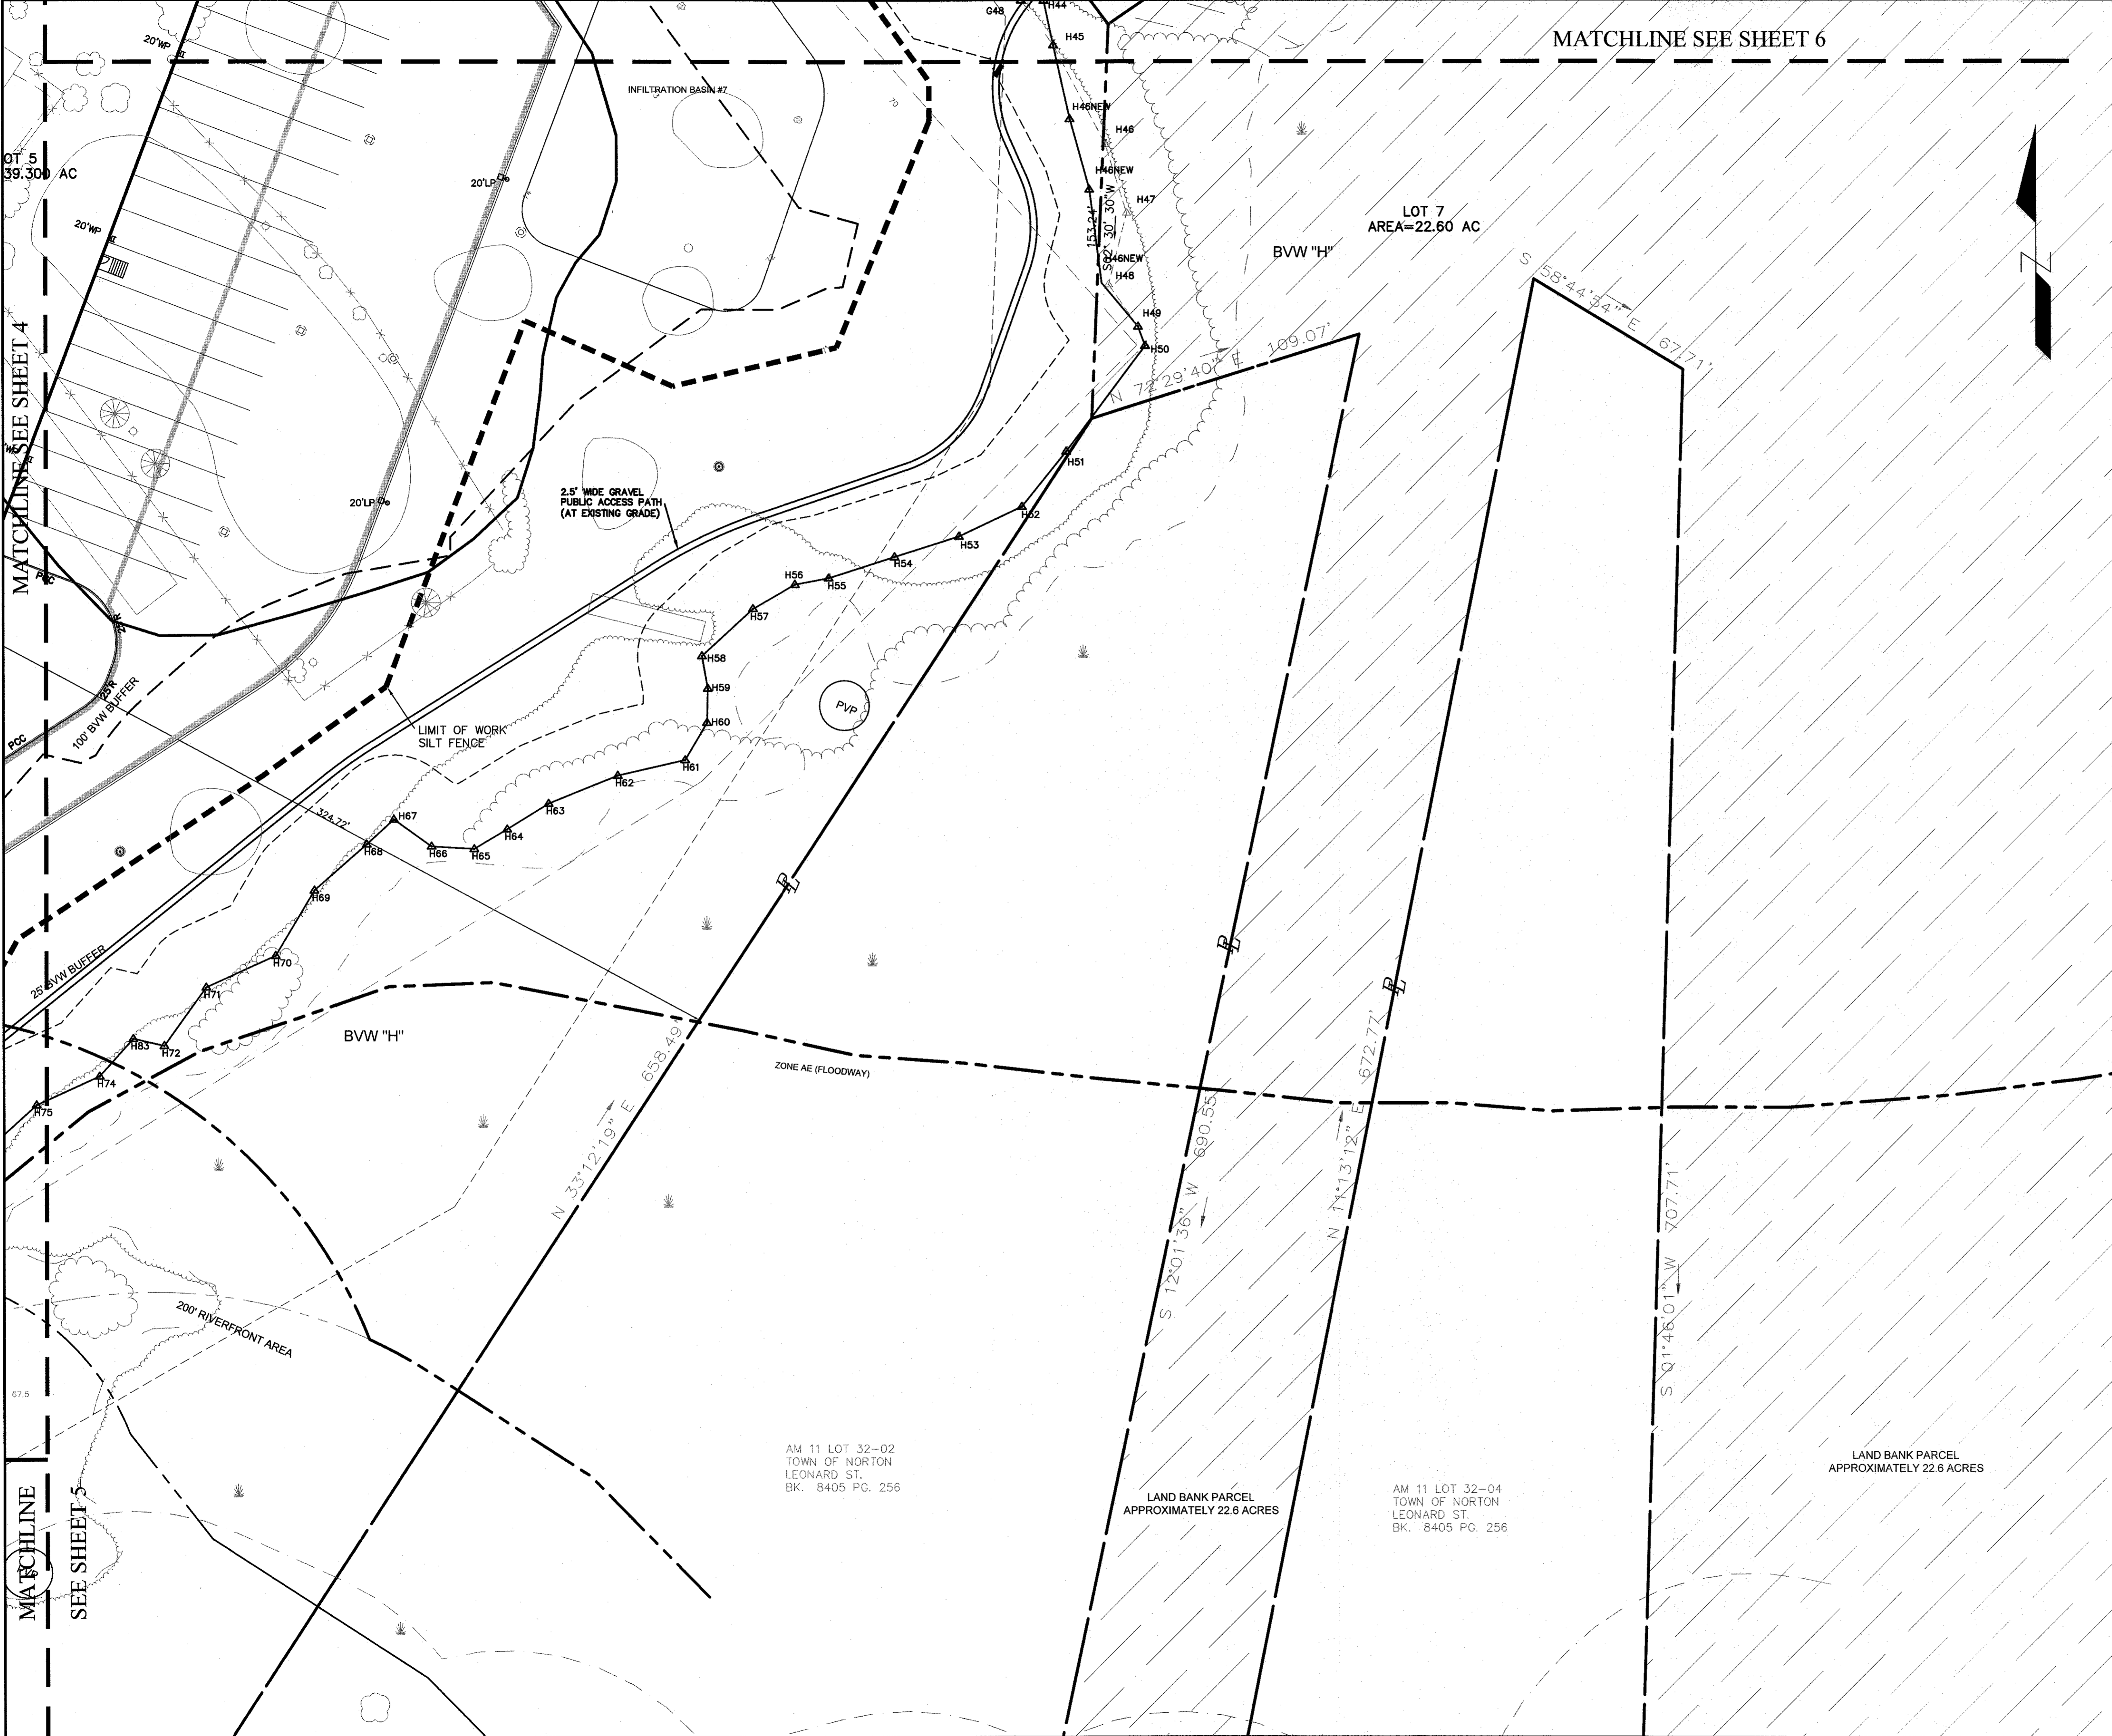 MATCHLINE SEE SHEET 6
G48
H44
H45
20'WP
INFILTRATION BASIN #7
70
H46NEW
H46
OT 5
39.300 AC
20'LP
H46NEW
H47
153.24'
S02° 30' 30"W
LOT 7
AREA=22.60 AC
20'WP
BVW "H"
H46NEW
H48
S 58°44'54" E 67.71'
H49
H50
N 72°29'40" E 109.07'
MATCHLINE SEE SHEET 4
H51
20'LP
2.5' WIDE GRAVEL
PUBLIC ACCESS PATH
(AT EXISTING GRADE)
H52
H53
H54
H55
H56
PCC
H57
25'R
H58
H59
25'R
100' BVW BUFFER
PVP
H60
LIMIT OF WORK
SILT FENCE
PCC
H61
H62
H63
H64
324.72'
H67
H66
H65
H68
PL
H69
25' BVW BUFFER
H70
PL
H71
PL
BVW "H"
H83
H72
H74
H75
ZONE AE (FLOODWAY)
N 33°12'19" E 658.49'
S 12°01'36" W 690.55'
N 11°13'12" E 672.77'
S 01°46'01" W 707.71'
200' RIVERFRONT AREA
67.5
AM 11 LOT 32-02
TOWN OF NORTON
LEONARD ST.
BK. 8405 PG. 256
LAND BANK PARCEL
APPROXIMATELY 22.6 ACRES
AM 11 LOT 32-04
TOWN OF NORTON
LEONARD ST.
BK. 8405 PG. 256
LAND BANK PARCEL
APPROXIMATELY 22.6 ACRES
MATCHLINE
SEE SHEET 5